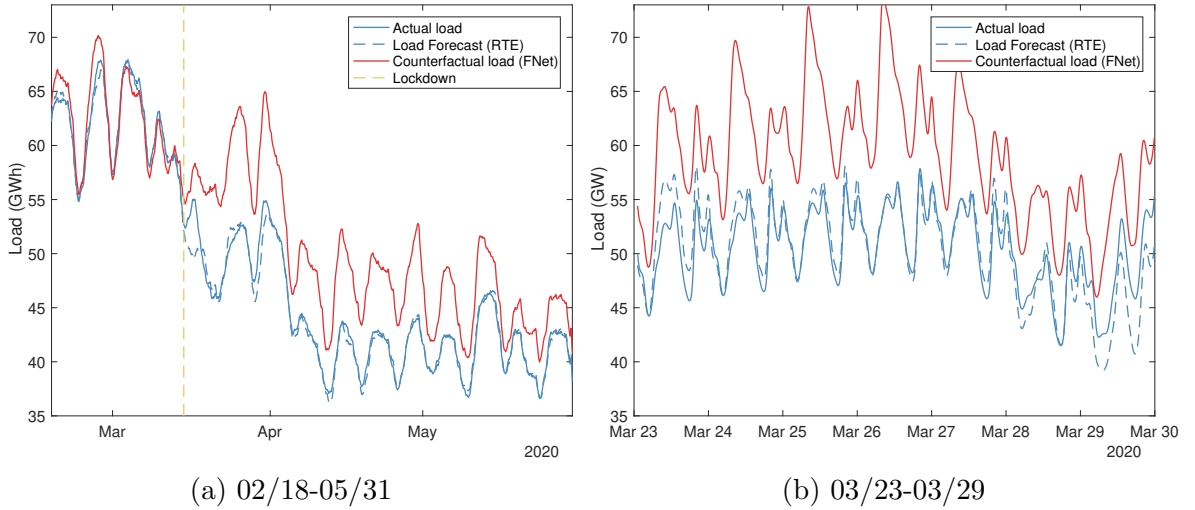 70
65
60
55
50
45
40
35
Load (GWh)
Actual load
Load Forecast (RTE)
Counterfactual load (FNet)
Lockdown
Mar
Apr
May
2020
(a) 02/18-05/31
70
65
60
55
50
45
40
35
Load (GW)
Actual load
Load Forecast (RTE)
Counterfactual load (FNet)
Mar 23
Mar 24
Mar 25
Mar 26
Mar 27
Mar 28
Mar 29
Mar 30
2020
(b) 03/23-03/29